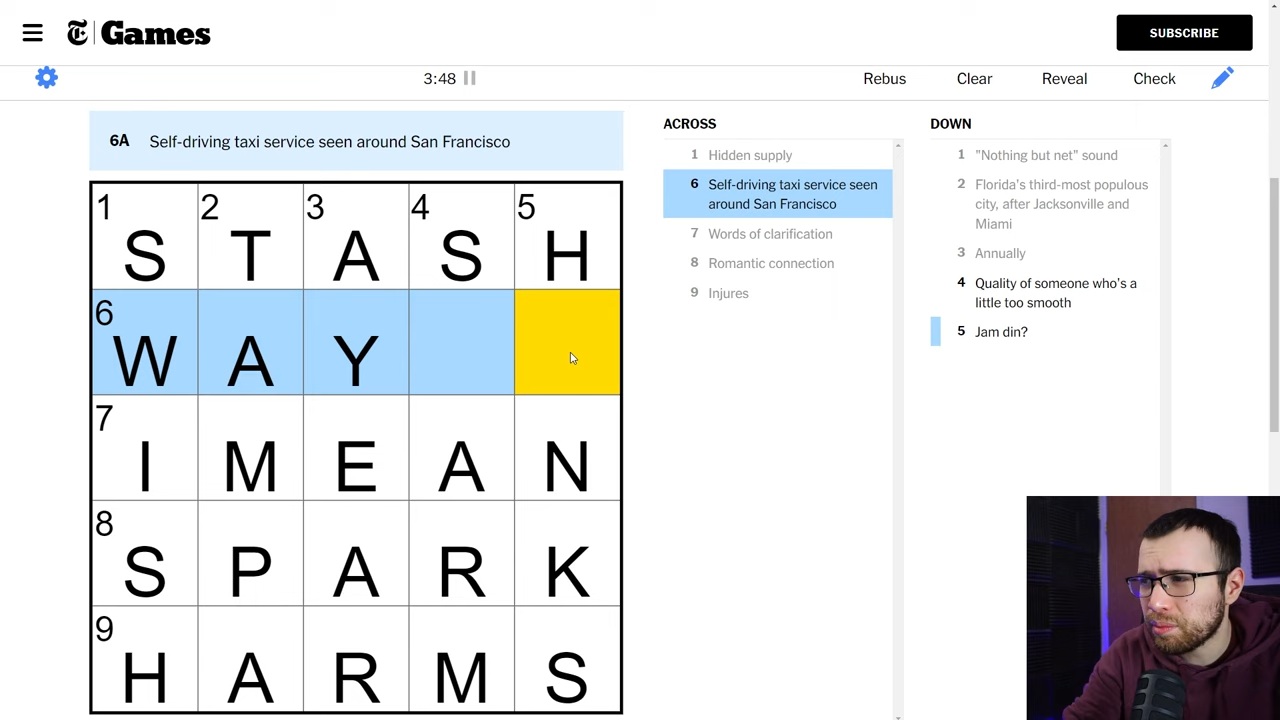 T Games
SUBSCRIBE
3:48
Rebus
Clear
Reveal
Check
6A Self-driving taxi service seen around San Francisco
1 2 3 4 5
S T A S H
6
W A Y
7
I M E A N
8
S P A R K
9
H A R M S
ACROSS
1 Hidden supply
6 Self-driving taxi service seen
around San Francisco
7 Words of clarification
8 Romantic connection
9 Injures
DOWN
1 "Nothing but net" sound
2 Florida's third-most populous
city, after Jacksonville and
Miami
3 Annually
4 Quality of someone who's a
little too smooth
5 Jam din?